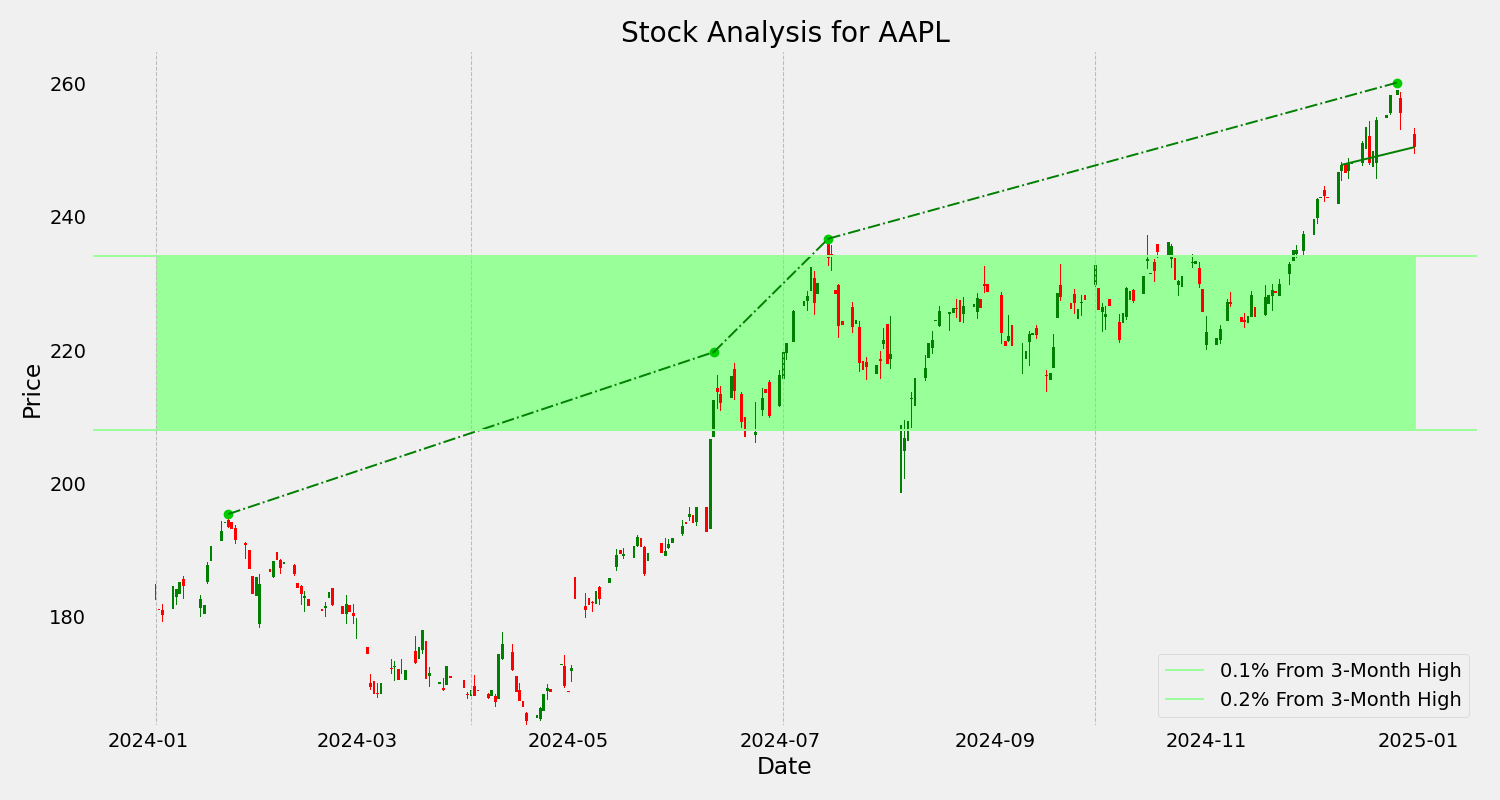 Stock Analysis for AAPL
260
240
220
200
180
Price
2024-01
2024-03
2024-05
2024-07
2024-09
2024-11
2025-01
Date
0.1% From 3-Month High
0.2% From 3-Month High